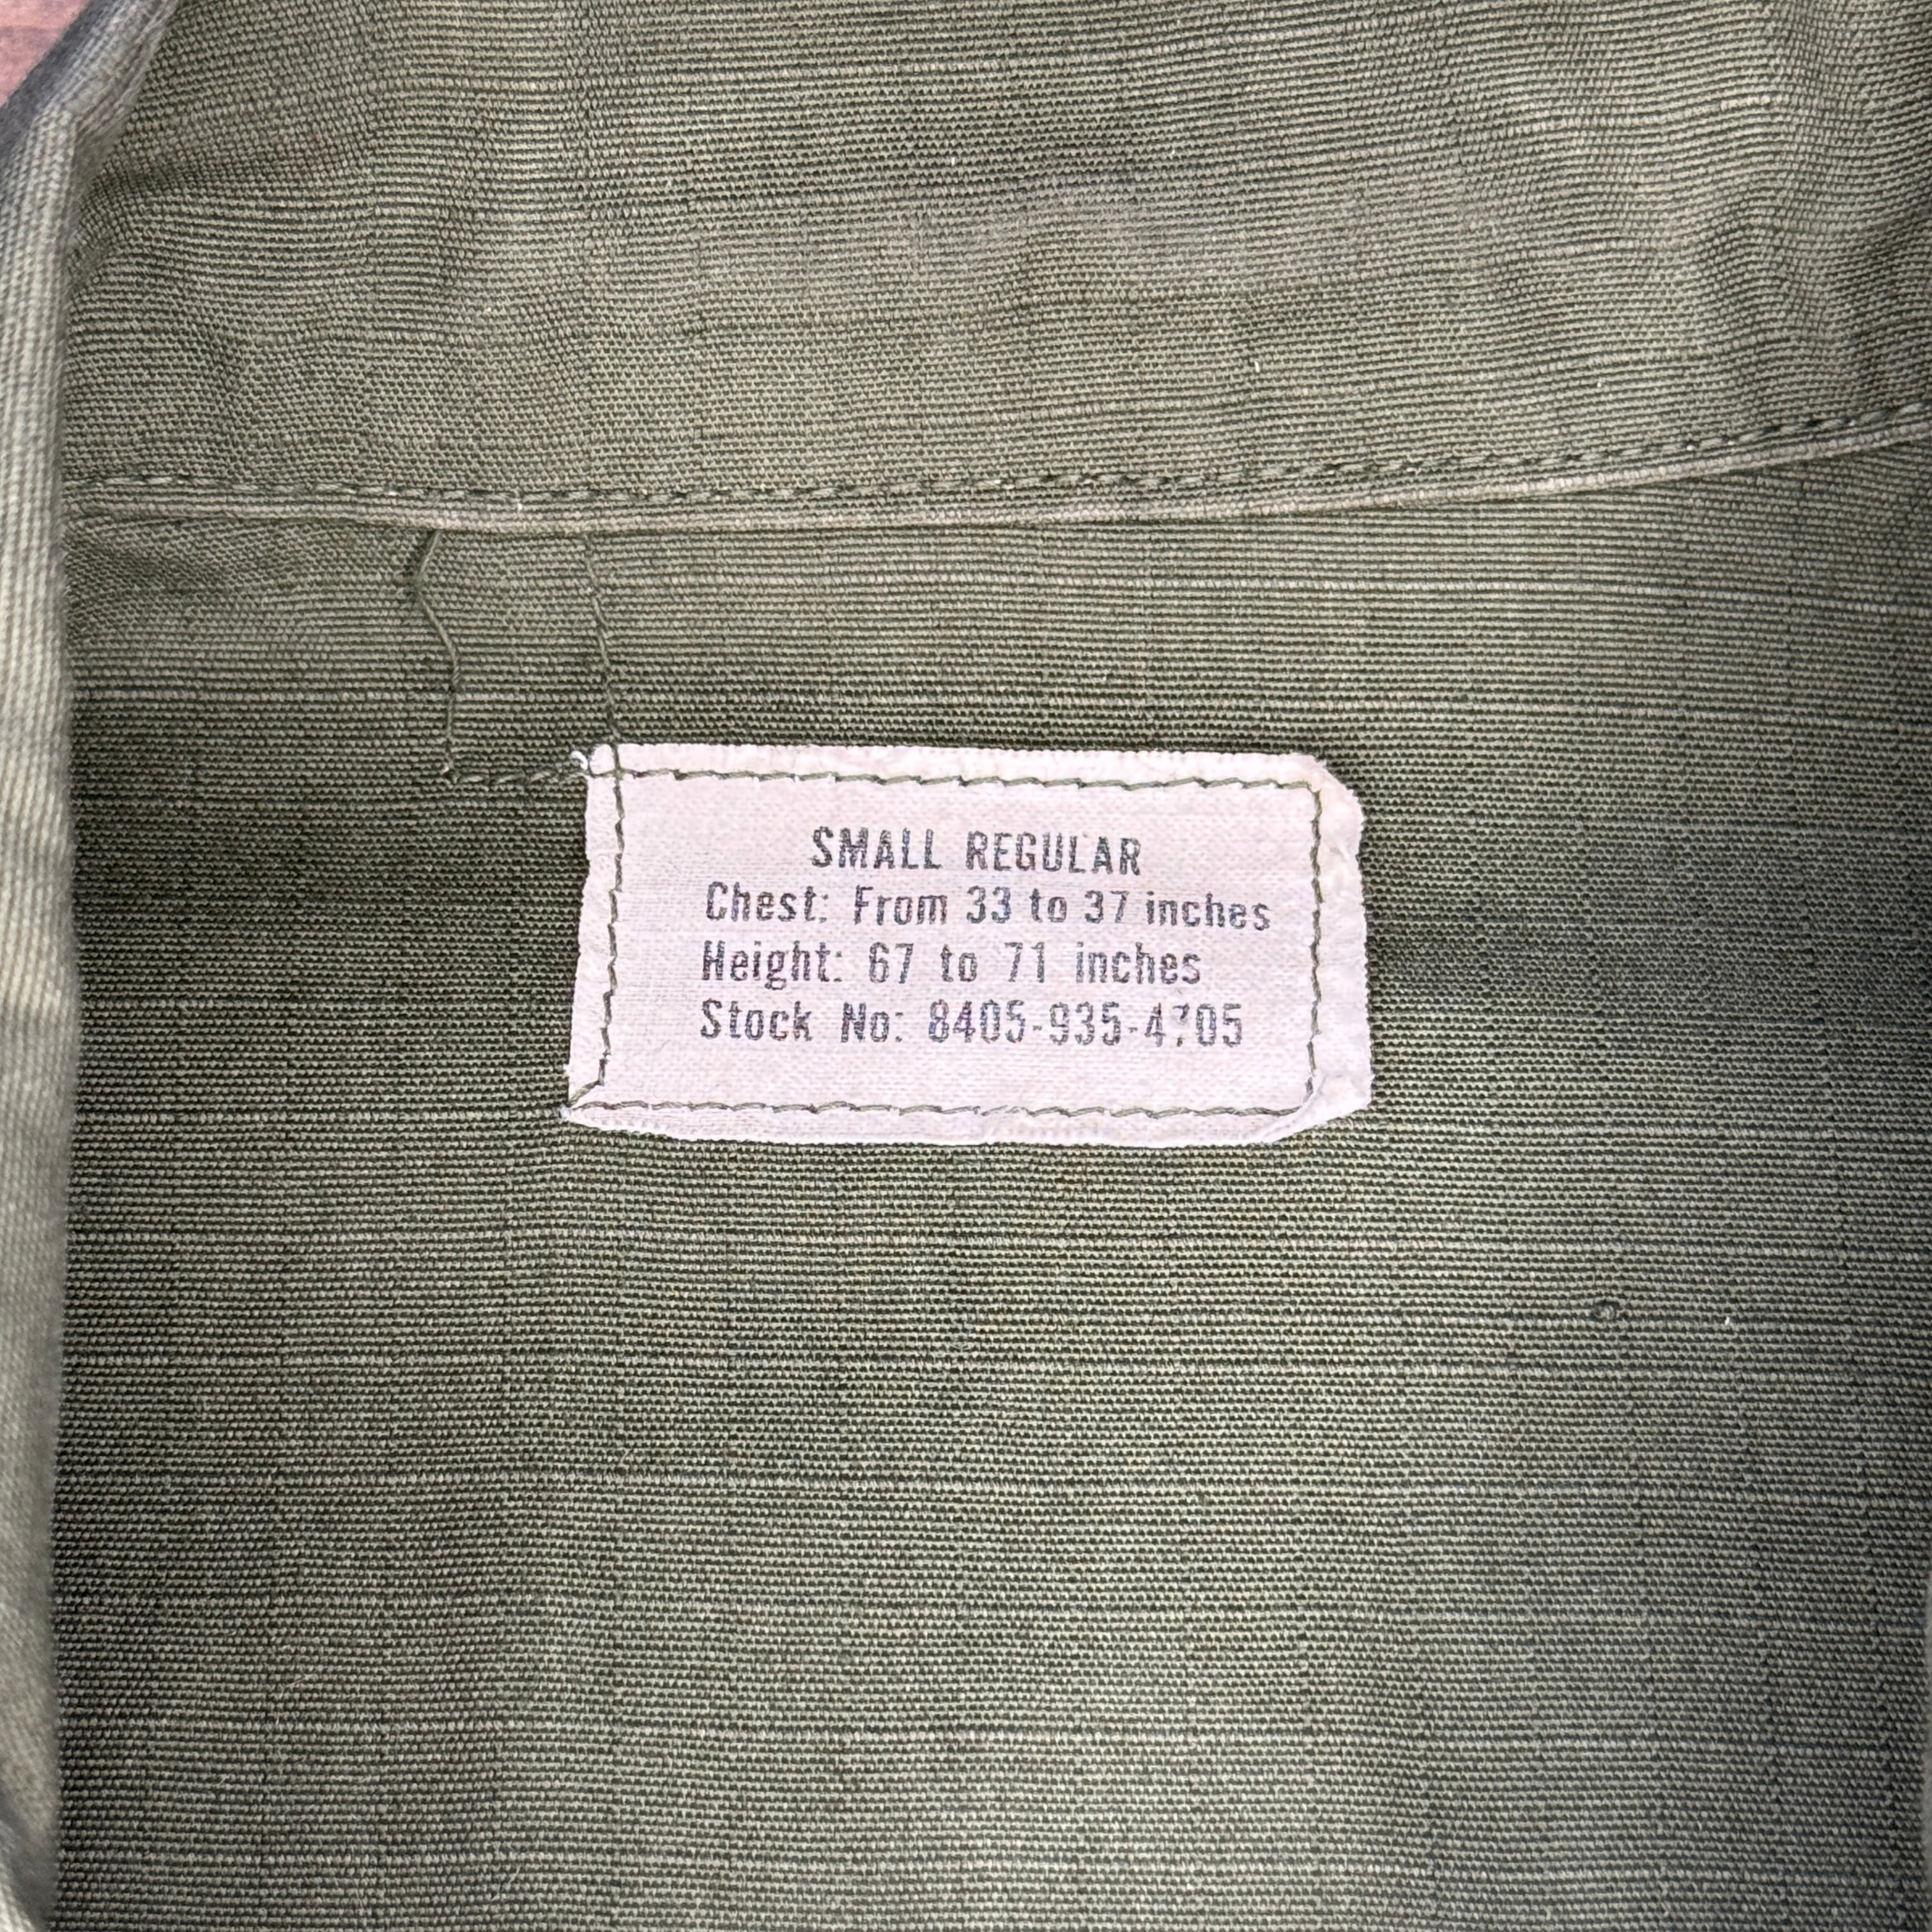 SMALL REGULAR
Chest: From 33 to 37 inches
Height: 67 to 71 inches
Stock No: 8405-935-4705